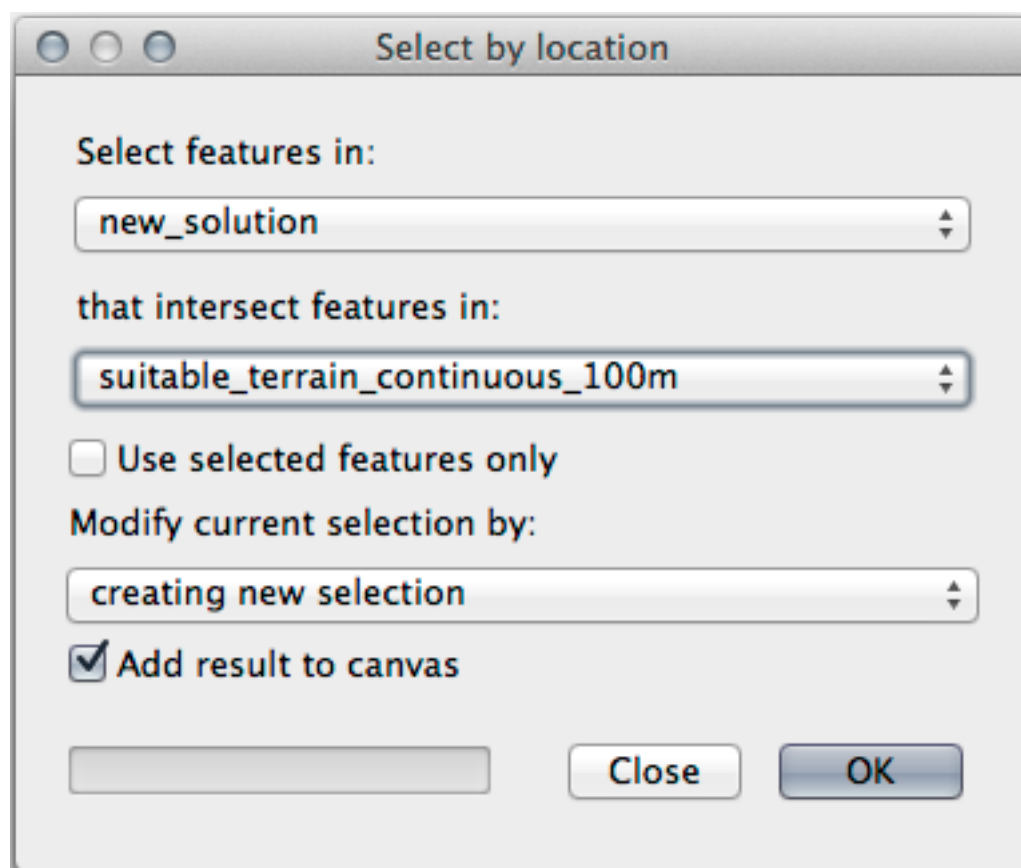 Select by location
Select features in:
new_solution
that intersect features in:
suitable_terrain_continuous_100m
Use selected features only
Modify current selection by:
creating new selection
Add result to canvas
Close OK